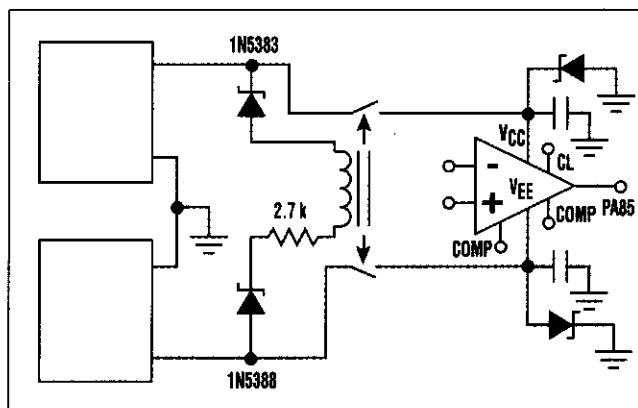 1N5383
VCC
CL
-
VEE
2.7 k
+
COMP
PA85
COMP
1N5388